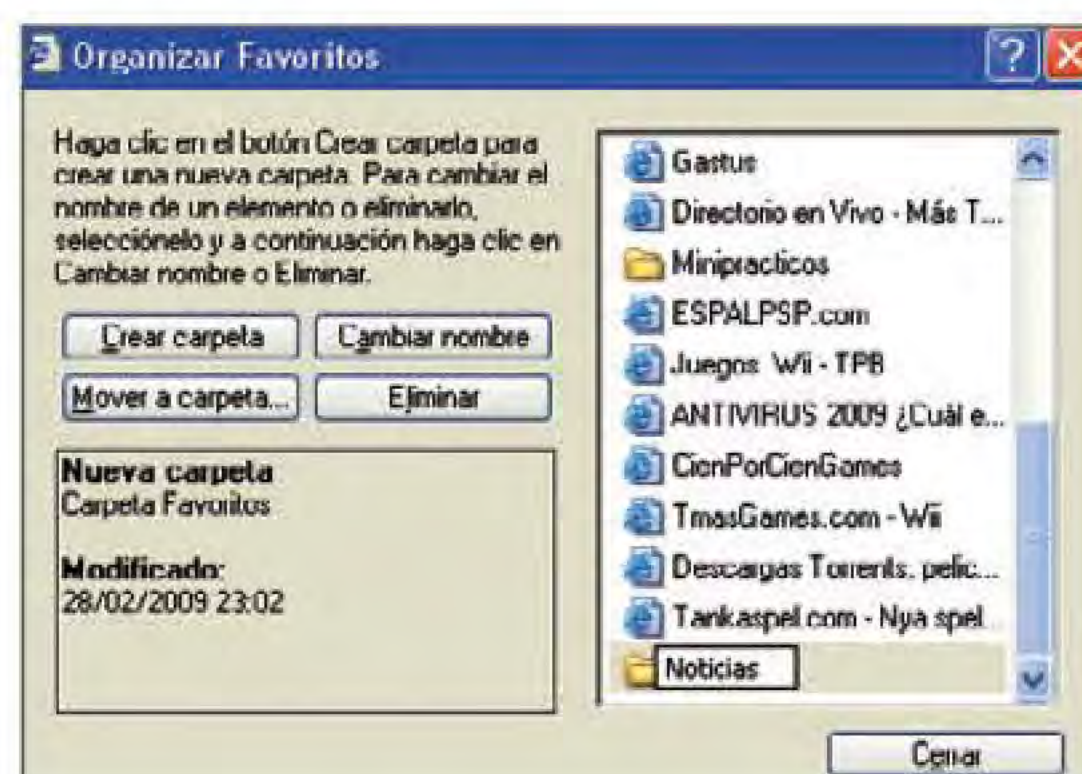 Organizar Favoritos
Haga clic en el botón Crear carpeta para
crear una nueva carpeta. Para cambiar el
nombre de un elemento o eliminarlo,
selecciónelo y a continuación haga clic en
Cambiar nombre o Eliminar.
Crear carpeta
Cambiar nombre
Mover a carpeta...
Eliminar
Nueva carpeta
Carpeta Favoritos
Modificado:
28/02/2009 23:02
Gastus
Directorio en Vivo - Más T...
Minipracticos
ESPALPSP.com
Juegos Wii - TPB
ANTIVIRUS 2009 ¿Cuál e...
CienPorCienGames
TmasGames.com - Wii
Descargas Torrents, pelic...
Tankaspel.com - Nya spel...
Noticias
Cerrar